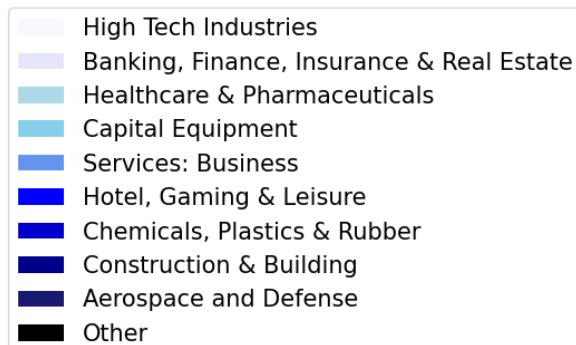 High Tech Industries
Banking, Finance, Insurance & Real Estate
Healthcare & Pharmaceuticals
Capital Equipment
Services: Business
Hotel, Gaming & Leisure
Chemicals, Plastics & Rubber
Construction & Building
Aerospace and Defense
Other